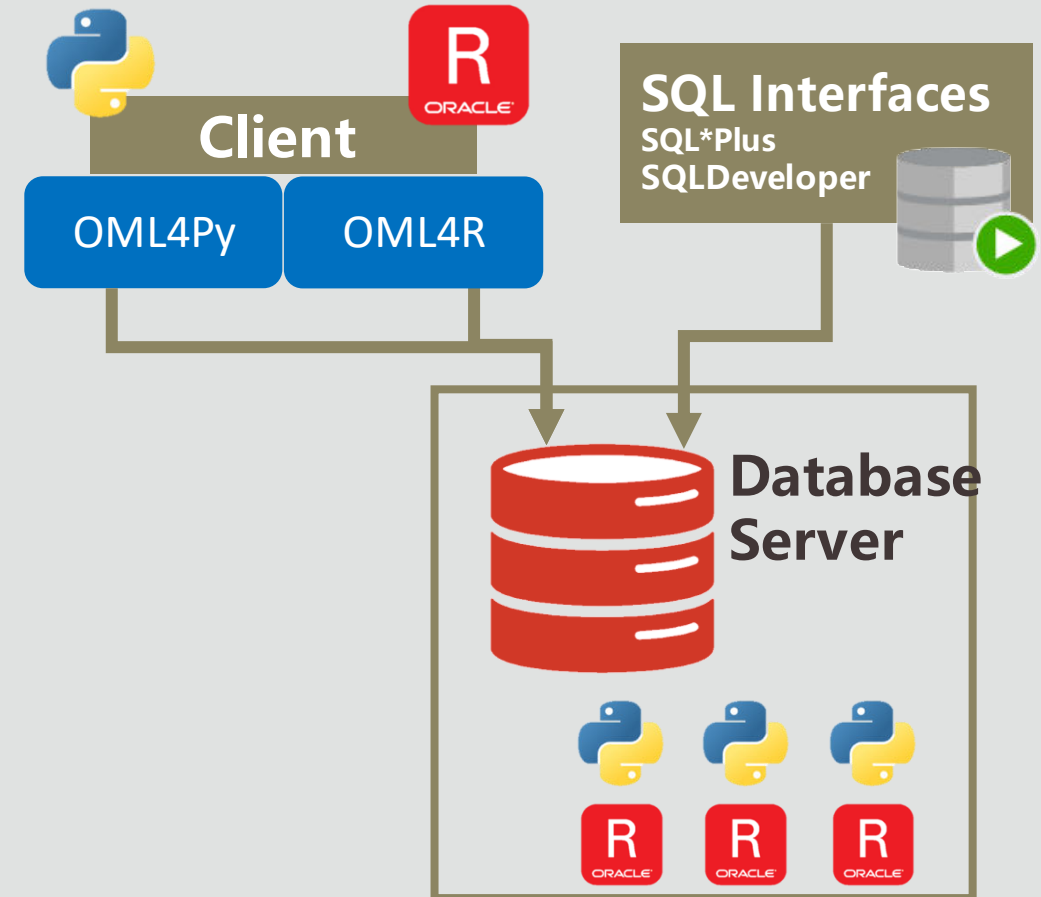 R
ORACLE
Client
OML4Py
OML4R
SQL Interfaces
SQL*Plus
SQLDeveloper
Database
Server
R
ORACLE
R
ORACLE
R
ORACLE